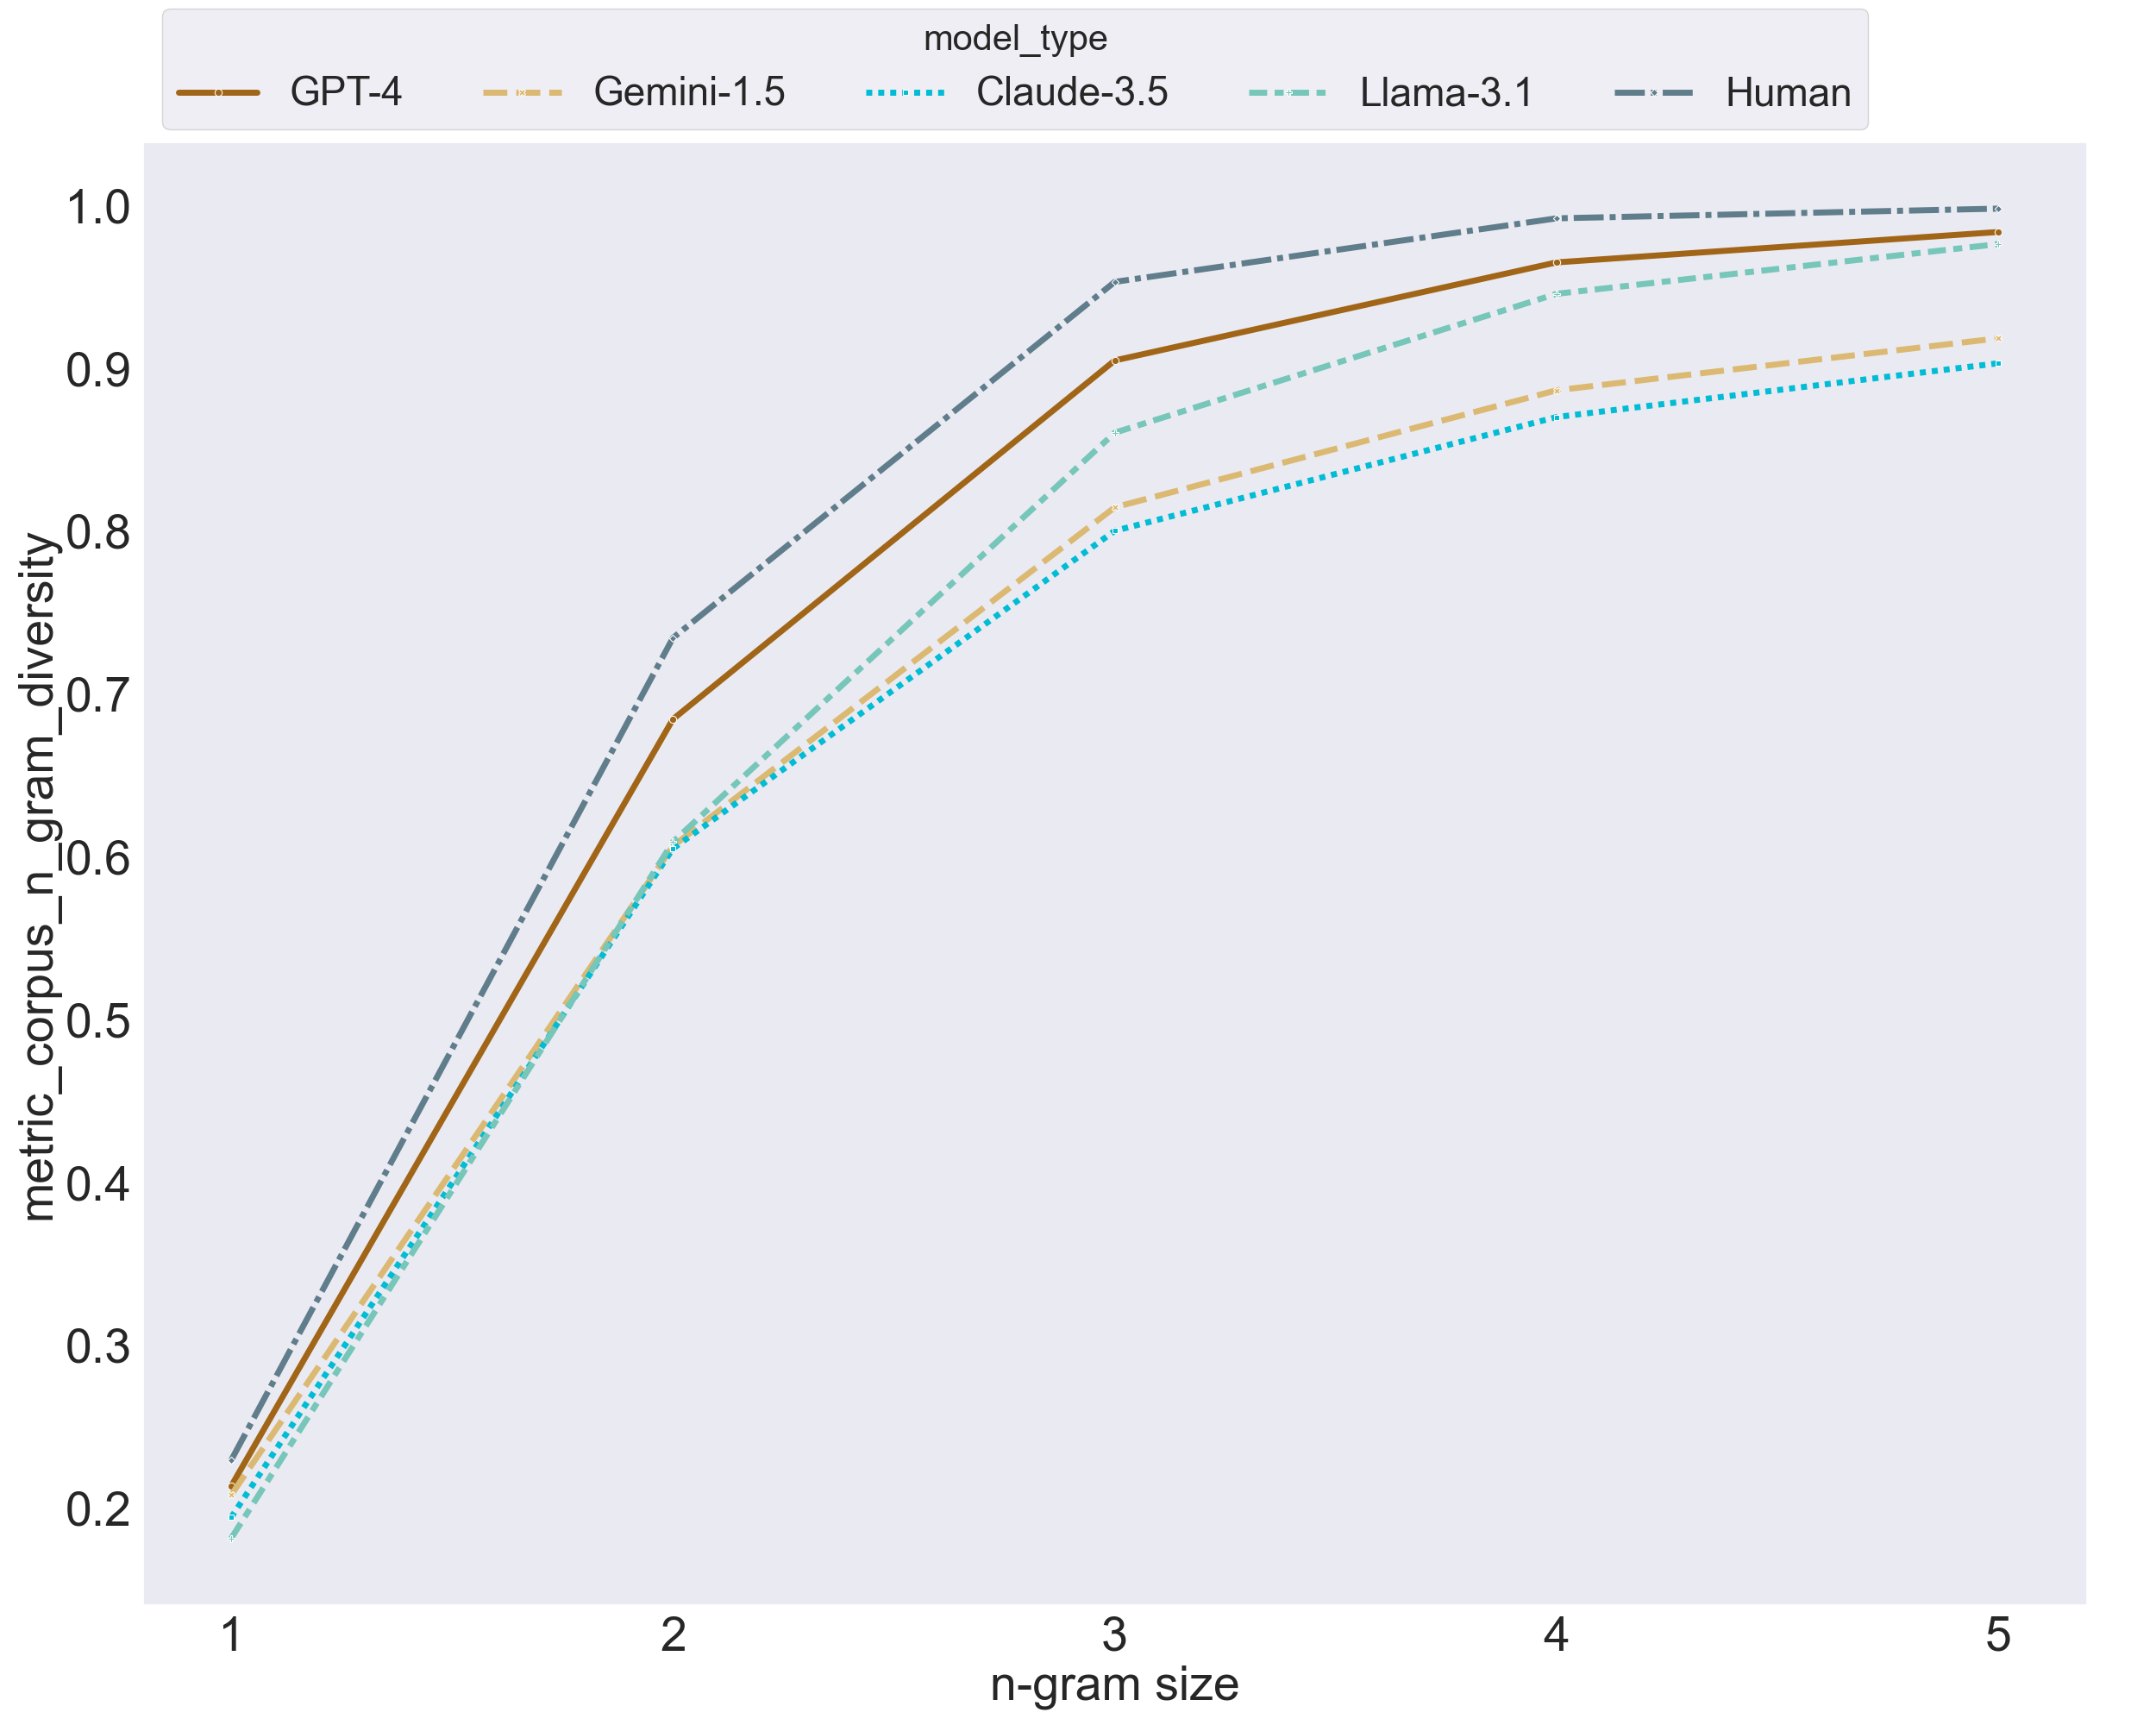 model_type
GPT-4 Gemini-1.5 Claude-3.5 Llama-3.1 Human
metric_corpus_n_gram_diversity
1.0
0.9
0.8
0.7
0.6
0.5
0.4
0.3
0.2
1 2 3 4 5
n-gram size